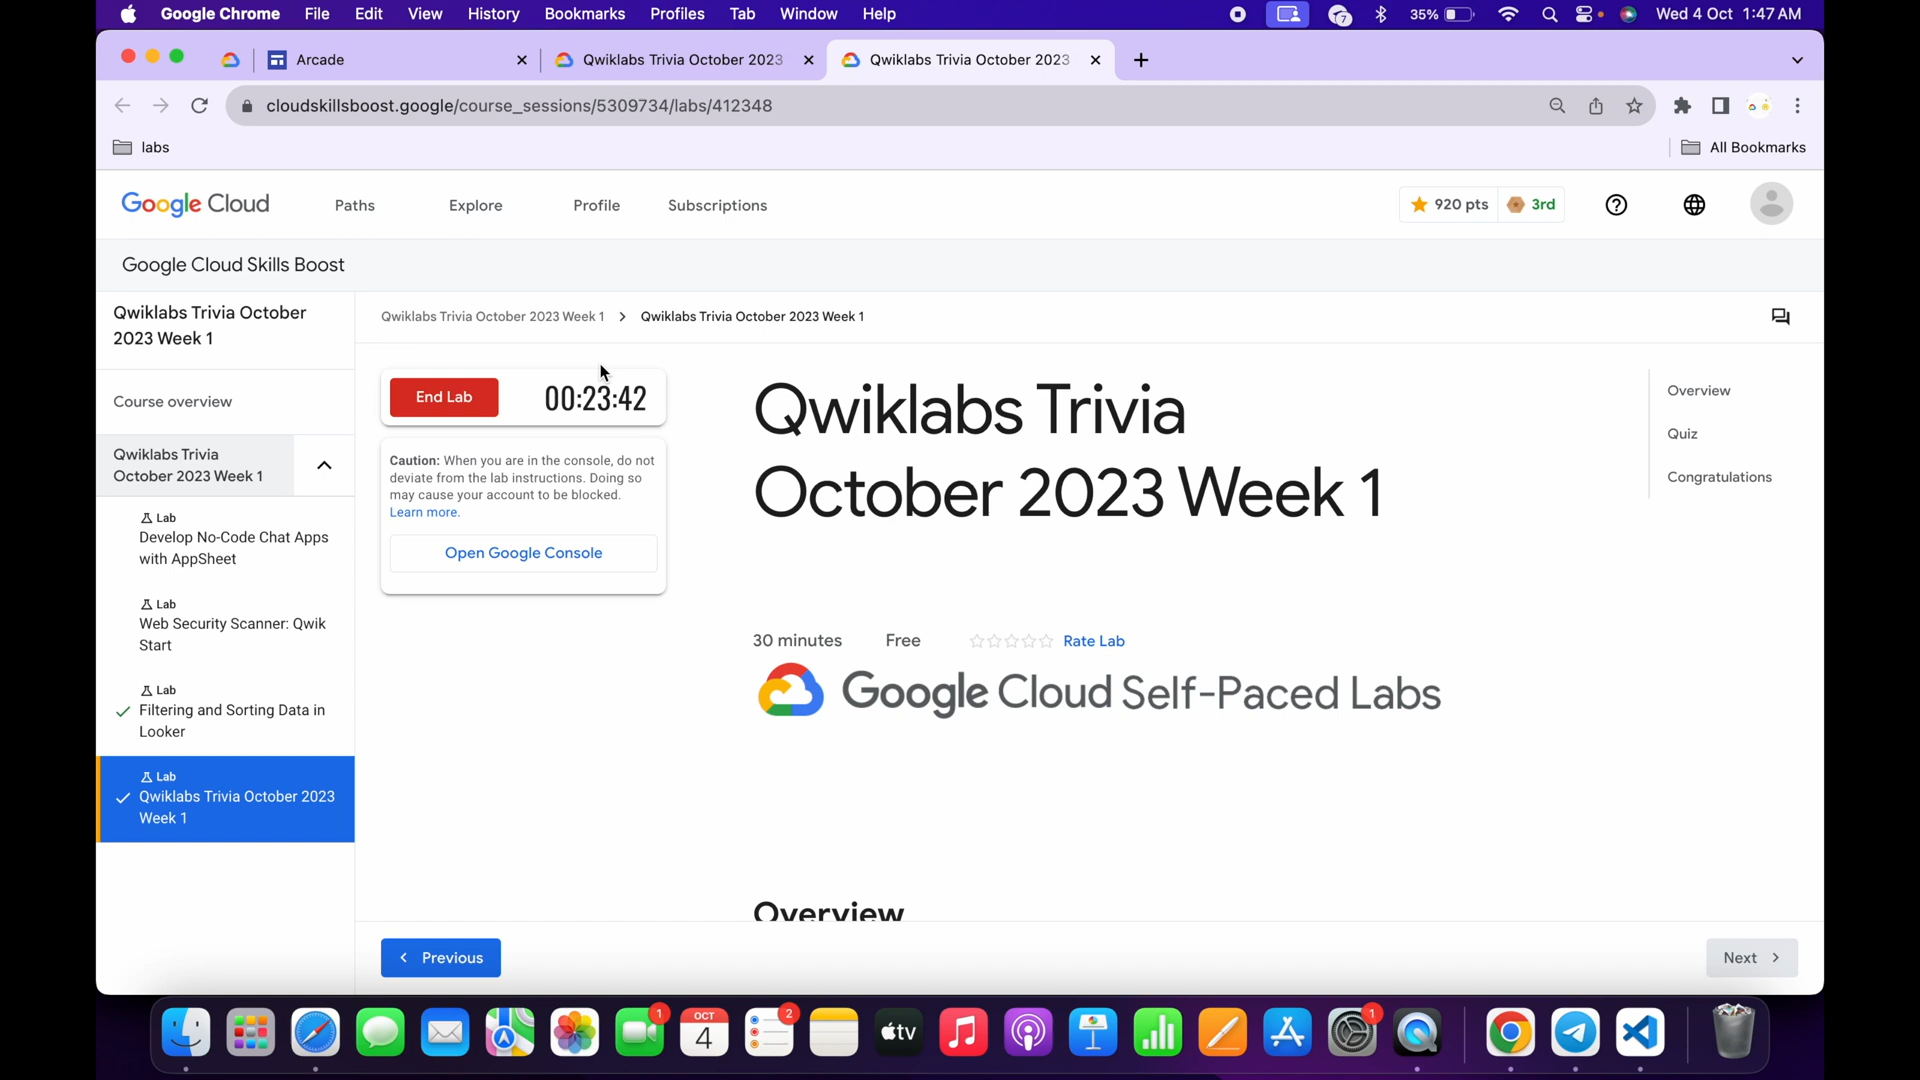 Google Chrome File Edit View History Bookmarks Profiles Tab Window Help 7 35% Wed 4 Oct 1:47 AM
Arcade Qwiklabs Trivia October 2023 Qwiklabs Trivia October 2023
cloudskillsboost.google/course_sessions/5309734/labs/412348
labs All Bookmarks
Google Cloud Paths Explore Profile Subscriptions 920 pts 3rd
Google Cloud Skills Boost
Qwiklabs Trivia October
2023 Week 1
Course overview
Qwiklabs Trivia
October 2023 Week 1
Lab
Develop No-Code Chat Apps
with AppSheet
Lab
Web Security Scanner: Qwik
Start
Lab
Filtering and Sorting Data in
Looker
Lab
Qwiklabs Trivia October 2023
Week 1
Qwiklabs Trivia October 2023 Week 1 > Qwiklabs Trivia October 2023 Week 1
End Lab 00:23:42
Caution: When you are in the console, do not
deviate from the lab instructions. Doing so
may cause your account to be blocked.
Learn more.
Open Google Console
Qwiklabs Trivia
October 2023 Week 1
30 minutes Free Rate Lab
Google Cloud Self-Paced Labs
Overview
Overview
Quiz
Congratulations
Previous Next
1 OCT 4 2 tv 1